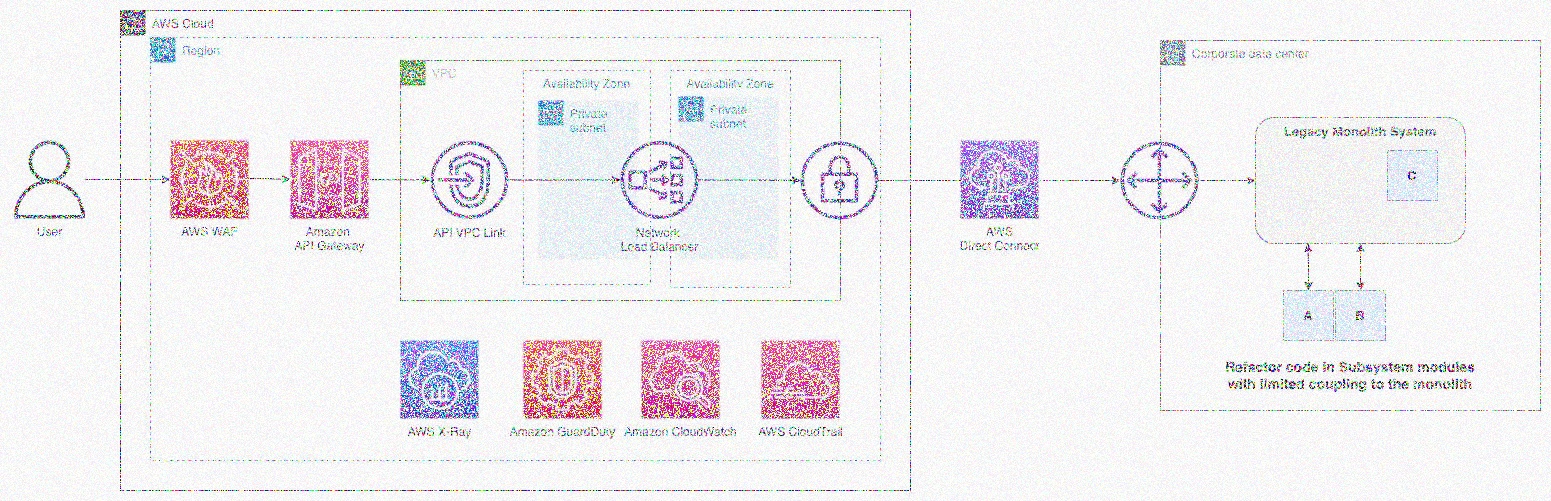 AWS Cloud
Region
VPC
Availability Zone
Private
subnet
Availability Zone
Private
subnet
User
AWS WAF
Amazon
API Gateway
API VPC Link
Network
Load Balancer
AWS
Direct Connect
Corporate data center
Legacy Monolith System
C
A
B
Refactor code in Subsystem modules
with limited coupling to the monolith
AWS X-Ray
Amazon GuardDuty
Amazon CloudWatch
AWS CloudTrail